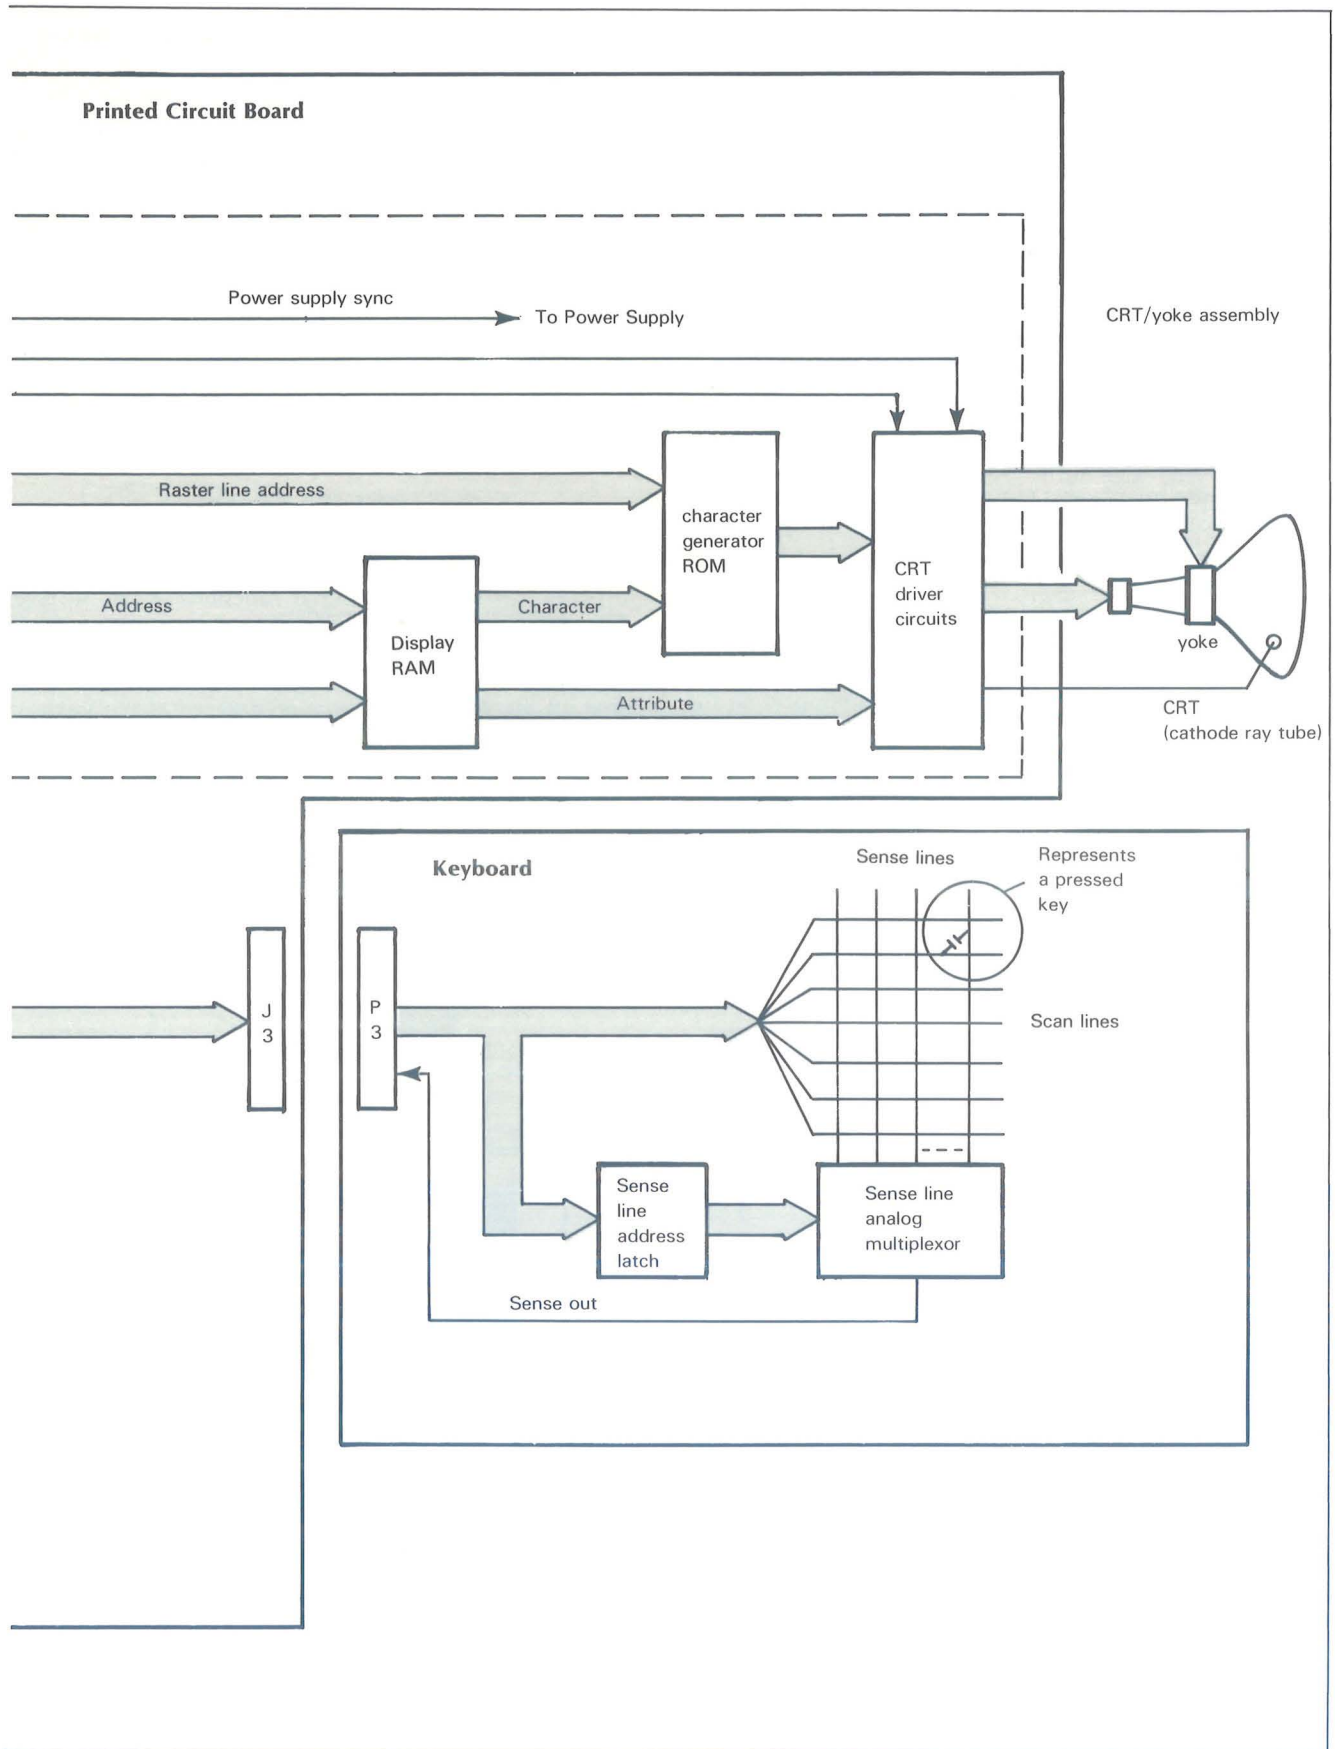 Printed Circuit Board
Power supply sync
To Power Supply
CRT/yoke assembly
Raster line address
character
generator
ROM
CRT
driver
circuits
Address
Character
Display
RAM
yoke
Attribute
CRT
(cathode ray tube)
Keyboard
Sense lines
Represents
a pressed
key
J
3
P
3
Scan lines
Sense
line
address
latch
Sense line
analog
multiplexor
Sense out